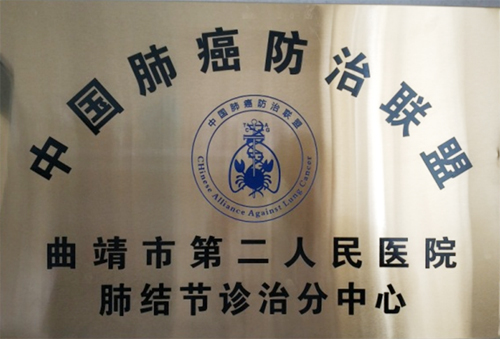 中国肺癌防治联盟
中国肺癌防治联盟
CHinese Alliance Against Lung Cancer
曲靖市第二人民医院
肺结节诊治分中心